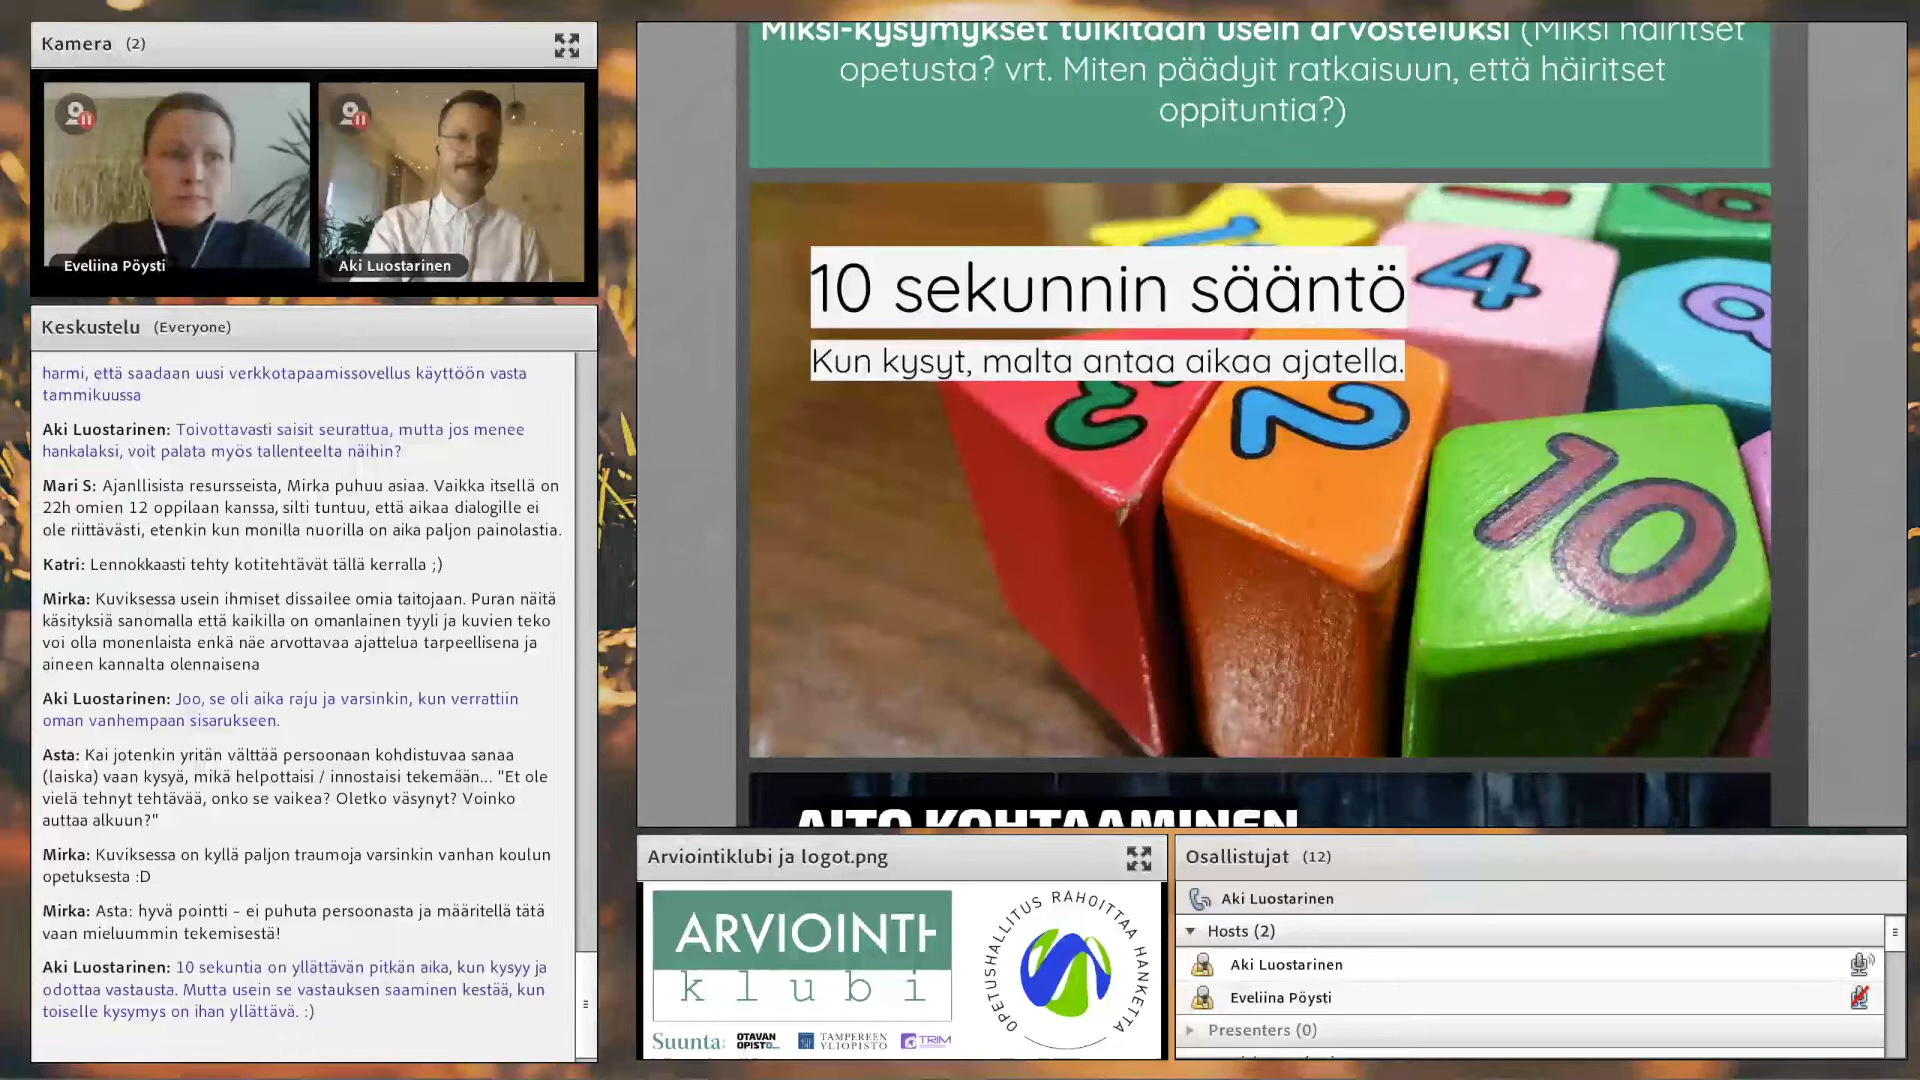 Kamera (2)
Eveliina Pöysti
Aki Luostarinen
Keskustelu (Everyone)
harmi, että saadaan uusi verkkotapaamissovellus käyttöön vasta
tammikuussa
Aki Luostarinen: Toivottavasti saisit seurattua, mutta jos menee
hankalaksi, voit palata myös tallenteelta näihin?
Mari S: Ajanllisista resursseista, Mirka puhuu asiaa. Vaikka itsellä on
22h omien 12 oppilaan kanssa, silti tuntuu, että aikaa dialogille ei
ole riittävästi, etenkin kun monilla nuorilla on aika paljon painolastia.
Katri: Lennokkaasti tehty kotitehtävät tällä kerralla ;)
Mirka: Kuviksessa usein ihmiset dissailee omia taitojaan. Puran näitä
käsityksiä sanomalla että kaikilla on omanlainen tyyli ja kuvien teko
voi olla monenlaista enkä näe arvottavaa ajattelua tarpeellisena ja
aineen kannalta olennaisena
Aki Luostarinen: Joo, se oli aika raju ja varsinkin, kun verrattiin
oman vanhempaan sisarukseen.
Asta: Kai jotenkin yritän välttää persoonaan kohdistuvaa sanaa
(laiska) vaan kysyä, mikä helpottaisi / innostaisi tekemään... "Et ole
vielä tehnyt tehtävää, onko se vaikea? Oletko väsynyt? Voinko
auttaa alkuun?"
Mirka: Kuviksessa on kyllä paljon traumoja varsinkin vanhan koulun
opetuksesta :D
Mirka: Asta: hyvä pointti - ei puhuta persoonasta ja määritellä tätä
vaan mieluummin tekemisestä!
Aki Luostarinen: 10 sekuntia on yllättävän pitkän aika, kun kysyy ja
odottaa vastausta. Mutta usein se vastauksen saaminen kestää, kun
toiselle kysymys on ihan yllättävä. :)
Miksi-kysymykset tulkitaan usein arvosteluksi (Miksi häiritset
opetusta? vrt. Miten päädyit ratkaisuun, että häiritset
oppituntia?)
10 sekunnin sääntö
Kun kysyt, malta antaa aikaa ajatella.
4
3
2
10
AITO KOHTAAMINEN
Arviointiklubi ja logot.png
ARVIOINTI
klubi
OPETUSHALLITUS RAHOITTAA HANKETTA
Suunta:
OTAVAN
OPISTO...
TAMPEREEN
YLIOPISTO
TRIM
Osallistujat (12)
Aki Luostarinen
Hosts (2)
Aki Luostarinen
Eveliina Pöysti
Presenters (0)